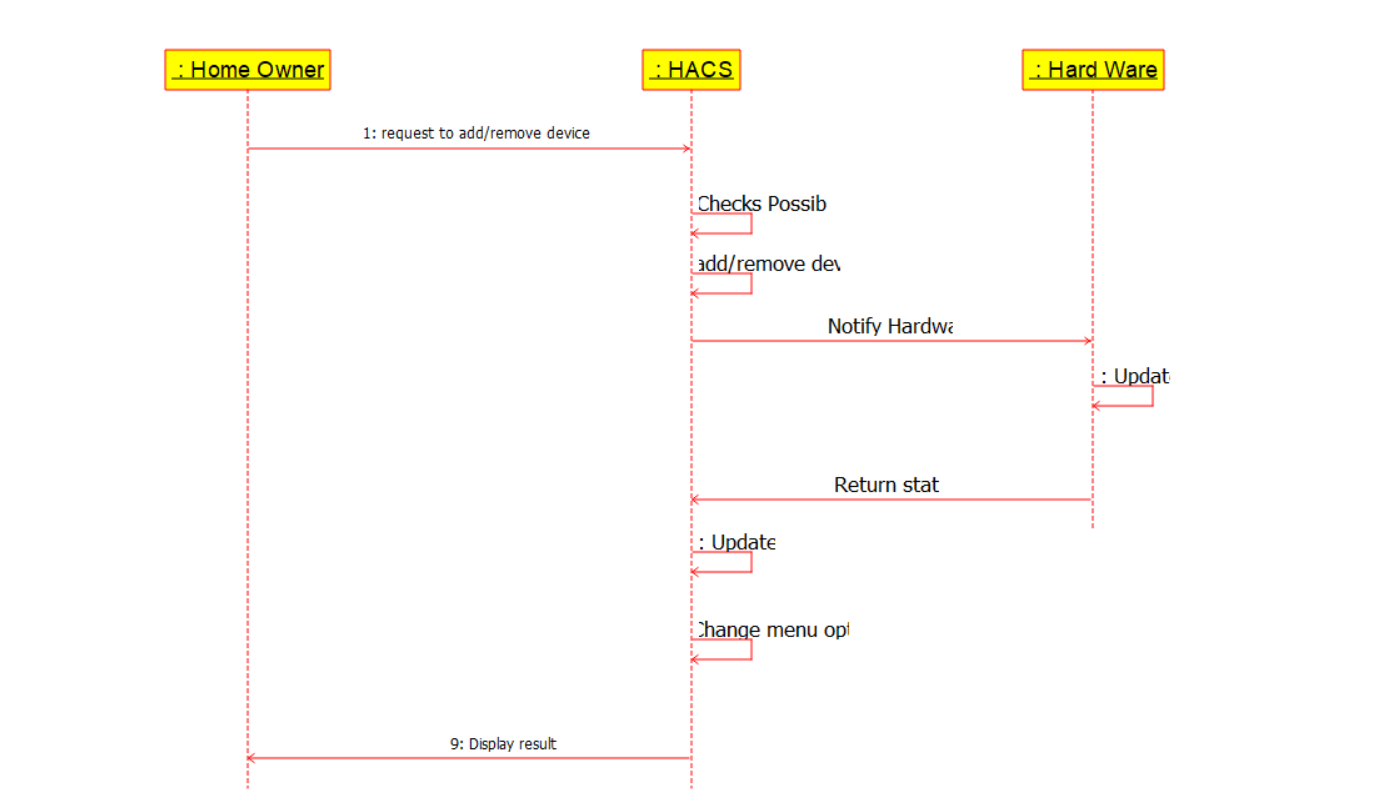 : Home Owner
: HACS
: Hard Ware
1: request to add/remove device
Checks Possib
add/remove dev
Notify Hardwa
: Updat
Return stat
: Update
Change menu opt
9: Display result